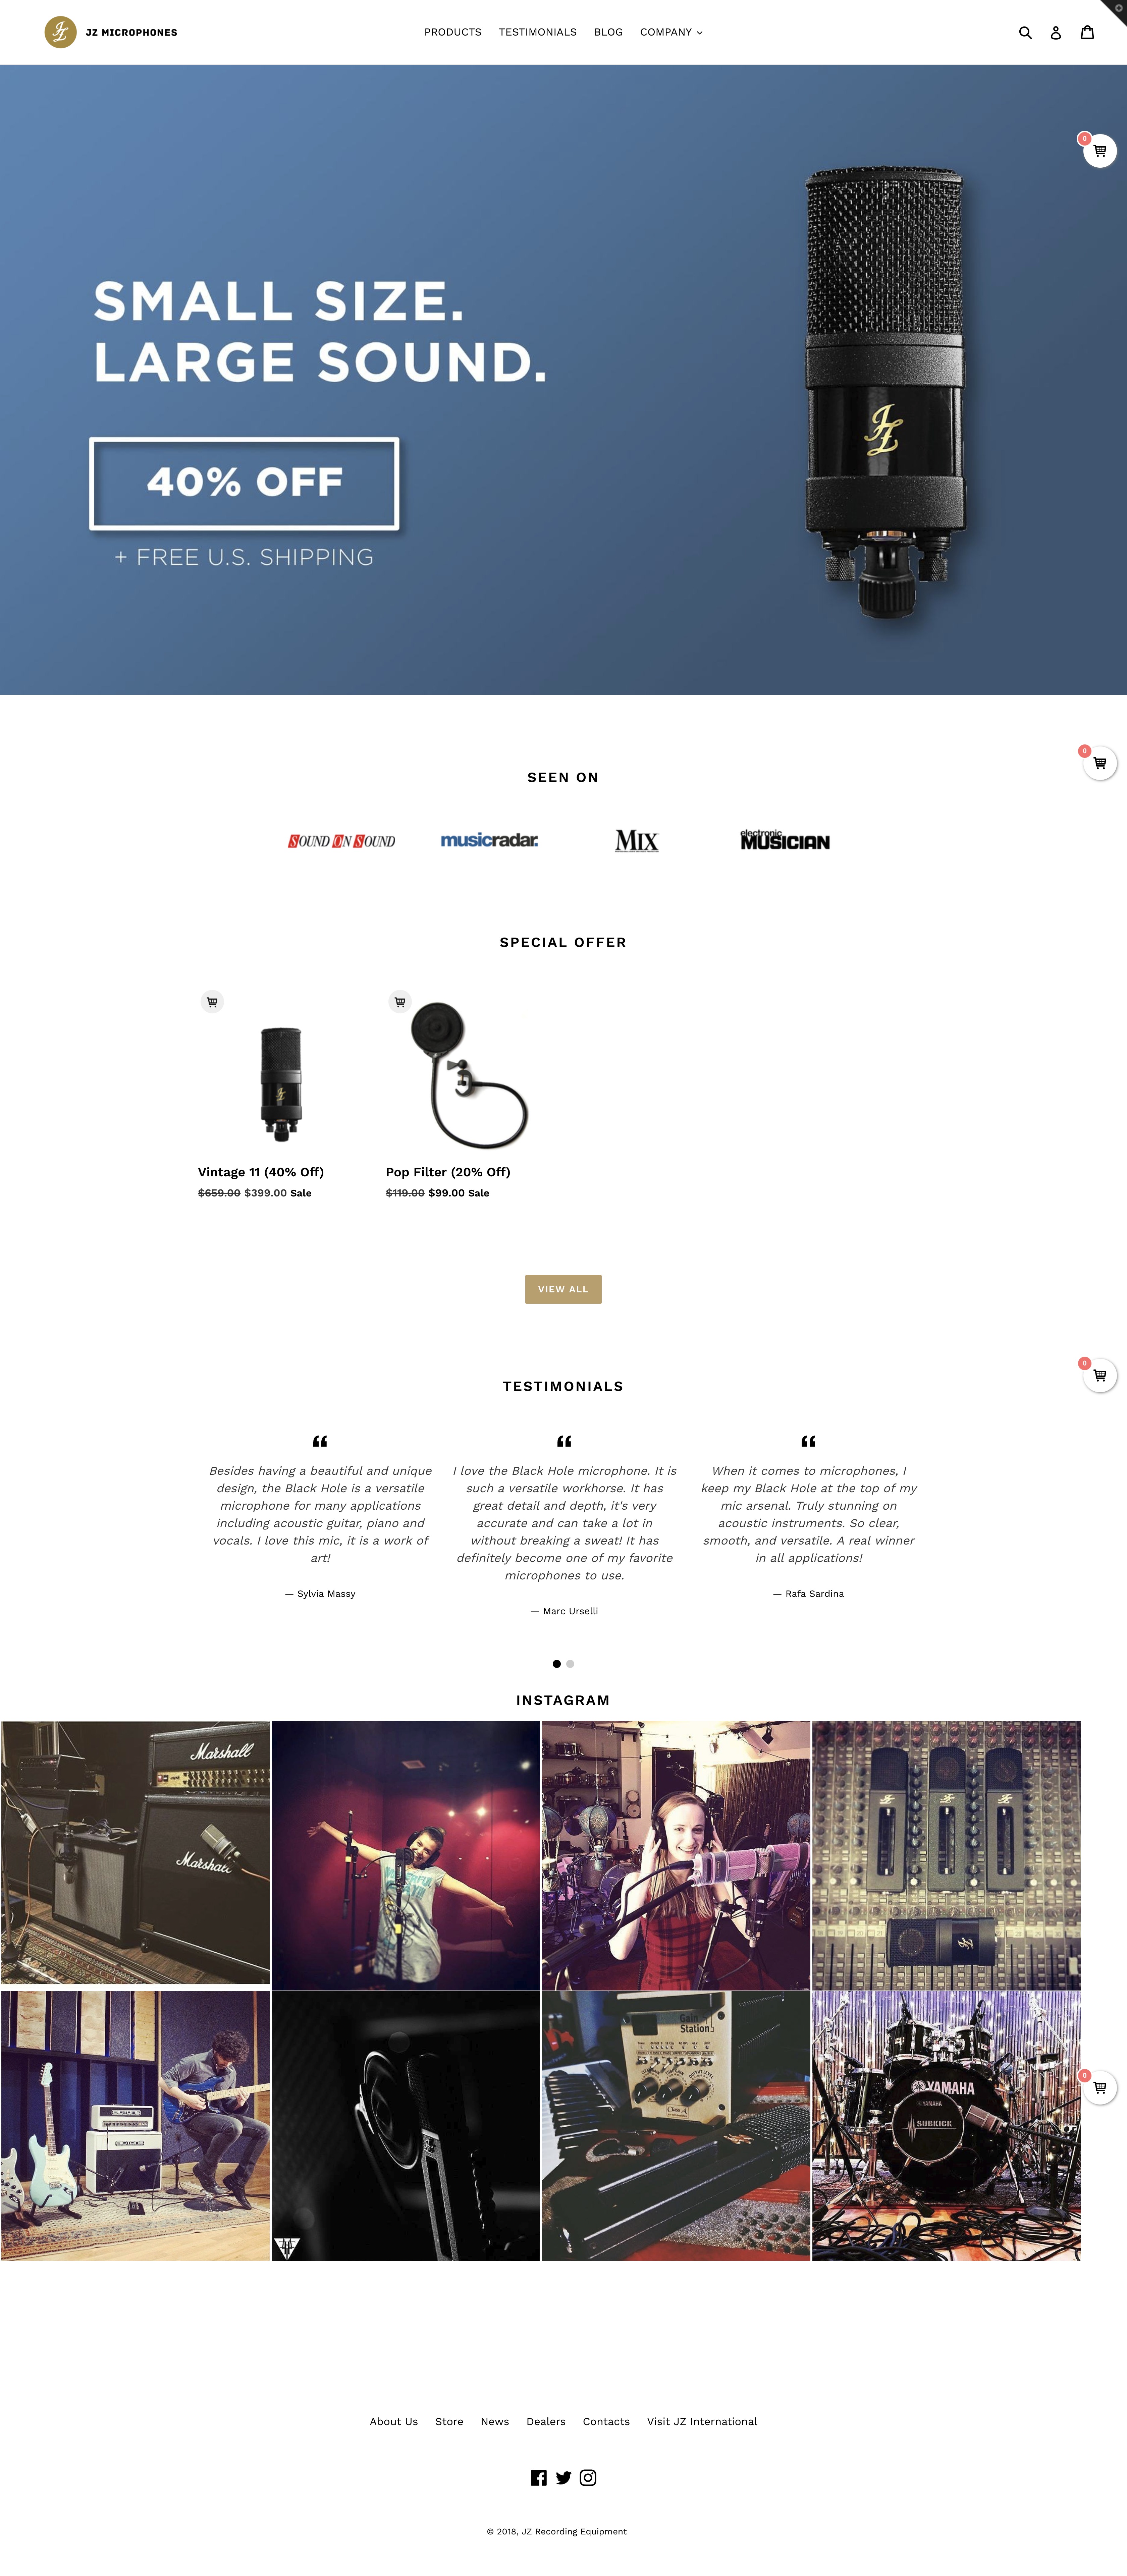 JZ MICROPHONES
PRODUCTS TESTIMONIALS BLOG COMPANY
0
SMALL SIZE.
LARGE SOUND.
40% OFF
+ FREE U.S. SHIPPING
JZ
0
SEEN ON
SOUND ON SOUND musicradar. MIX electronic MUSICIAN
SPECIAL OFFER
Vintage 11 (40% Off) Pop Filter (20% Off)
$659.00 $399.00 Sale $119.00 $99.00 Sale
VIEW ALL
0
TESTIMONIALS
“
Besides having a beautiful and unique
design, the Black Hole is a versatile
microphone for many applications
including acoustic guitar, piano and
vocals. I love this mic, it is a work of
art!
— Sylvia Massy
“
I love the Black Hole microphone. It is
such a versatile workhorse. It has
great detail and depth, it's very
accurate and can take a lot in
without breaking a sweat! It has
definitely become one of my favorite
microphones to use.
— Marc Urselli
“
When it comes to microphones, I
keep my Black Hole at the top of my
mic arsenal. Truly stunning on
acoustic instruments. So clear,
smooth, and versatile. A real winner
in all applications!
— Rafa Sardina
INSTAGRAM
Marshall
Marshall
Gain
Station
Class A
YAMAHA
YAMAHA
SUBKICK
0
About Us Store News Dealers Contacts Visit JZ International
© 2018, JZ Recording Equipment